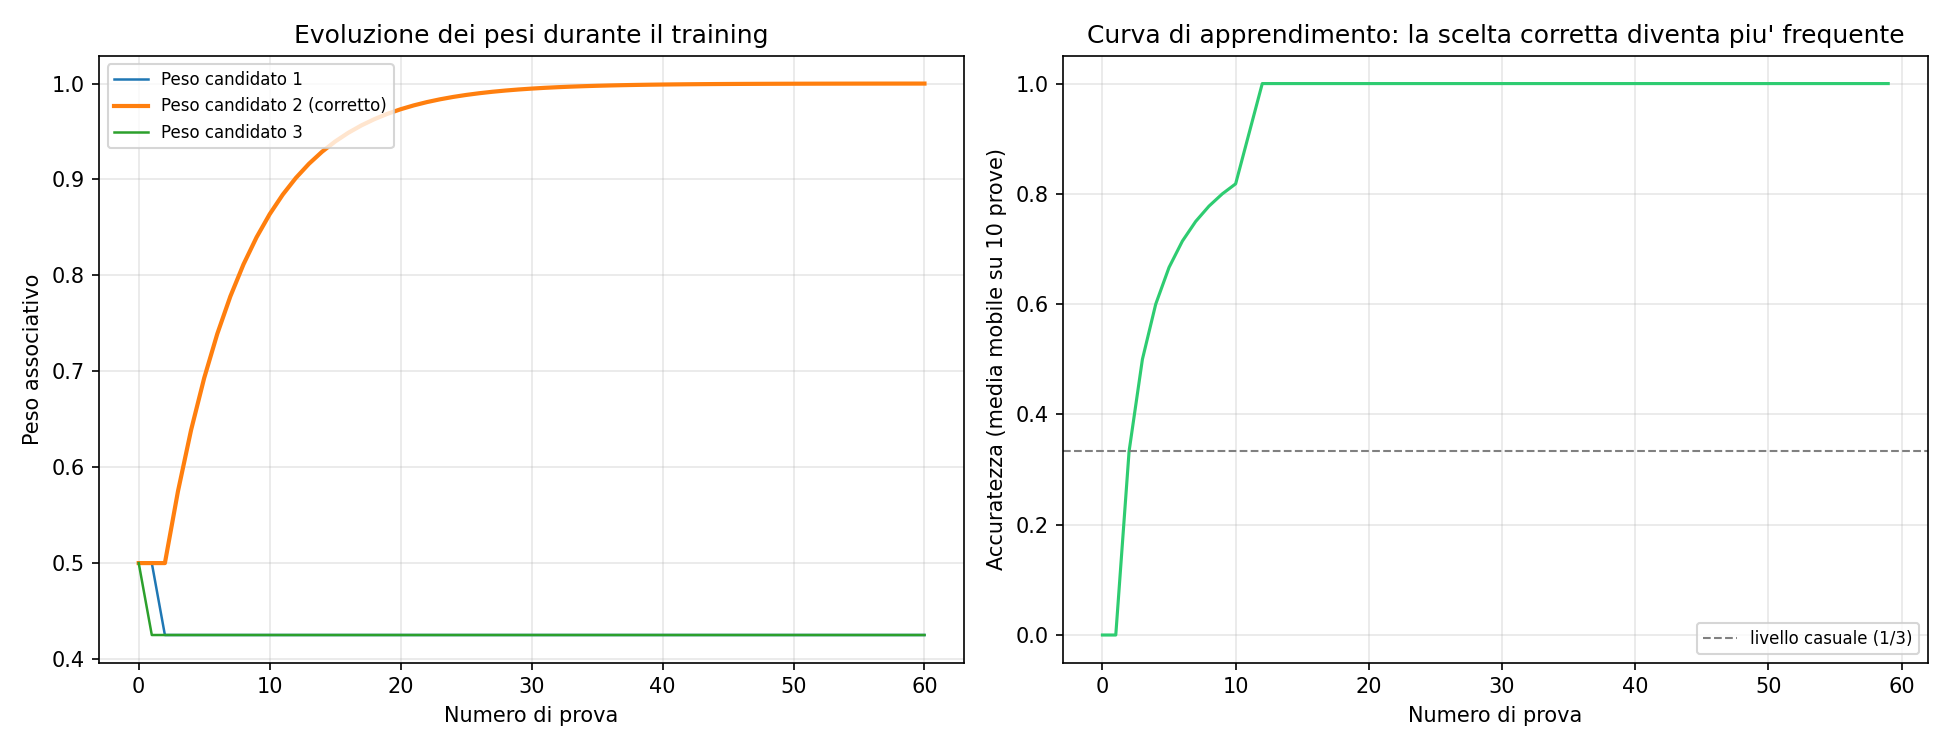 Evoluzione dei pesi durante il training
Peso candidato 1
Peso candidato 2 (corretto)
Peso candidato 3
Peso associativo
1.0
0.9
0.8
0.7
0.6
0.5
0.4
0
10
20
30
40
50
60
Numero di prova
Curva di apprendimento: la scelta corretta diventa piu' frequente
Accuratezza (media mobile su 10 prove)
1.0
0.8
0.6
0.4
0.2
0.0
livello casuale (1/3)
0
10
20
30
40
50
60
Numero di prova